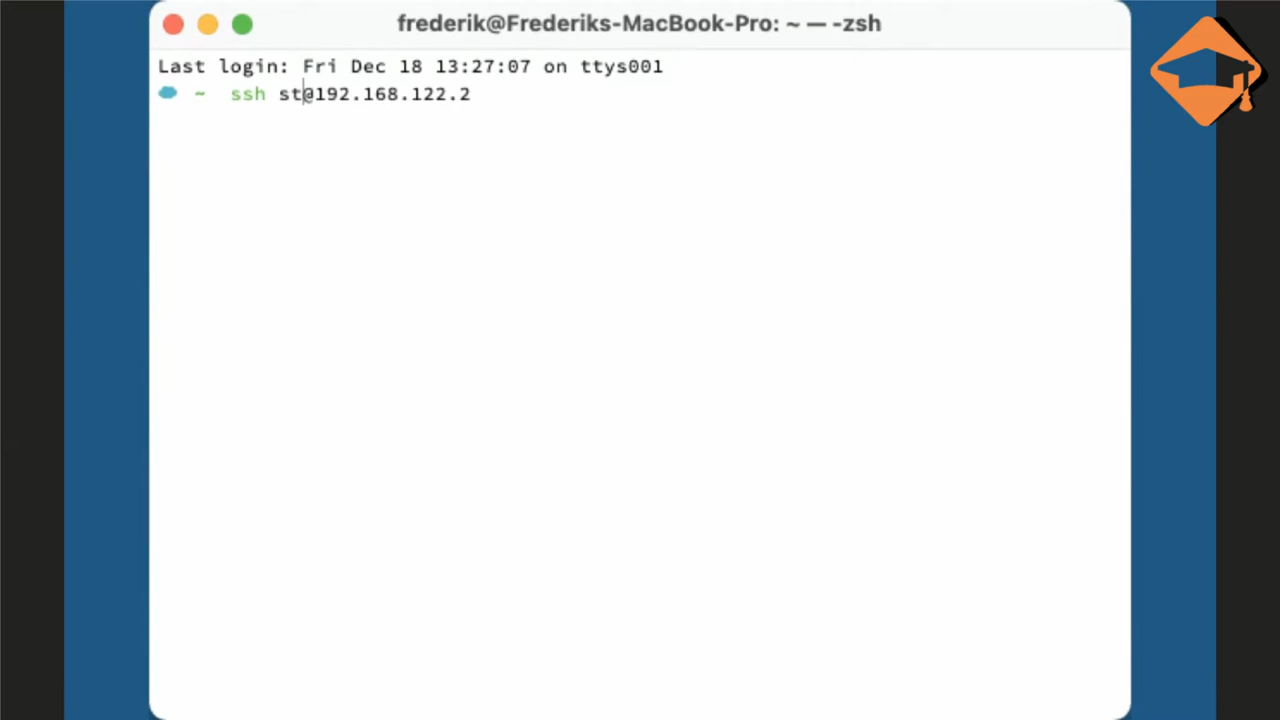 frederik@Frederiks-MacBook-Pro: ~ — -zsh
Last login: Fri Dec 18 13:27:07 on ttys001
~ ssh st@192.168.122.2